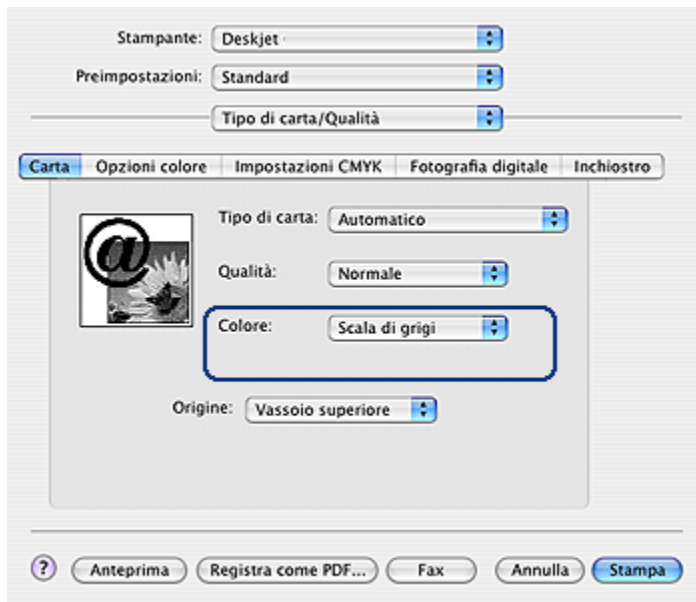 Stampante: Deskjet
Preimpostazioni: Standard
Tipo di carta/Qualità
Carta Opzioni colore Impostazioni CMYK Fotografia digitale Inchiostro
@
Tipo di carta: Automatico
Qualità: Normale
Colore: Scala di grigi
Origine: Vassoio superiore
? Anteprima Registra come PDF... Fax Annulla Stampa